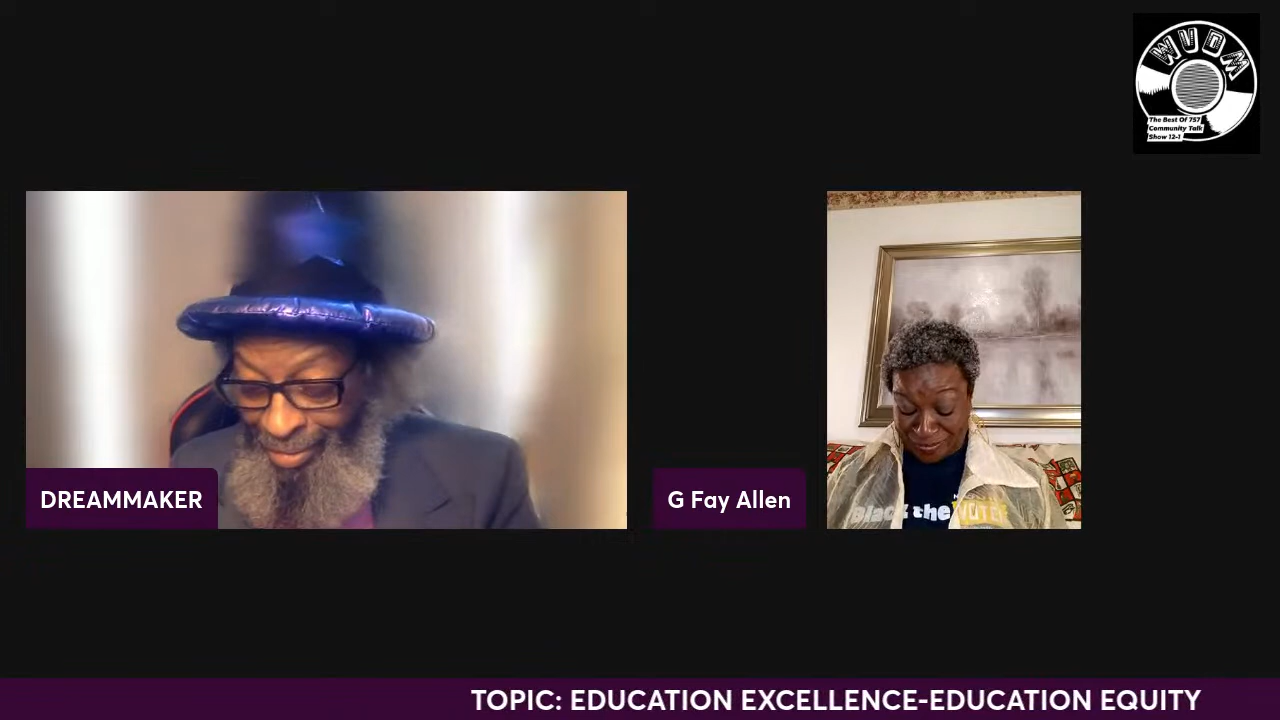 WVDM
The Best Of 757
Community Talk
Show 12-1
DREAMMAKER
G Fay Allen
Black the VOTE
TOPIC: EDUCATION EXCELLENCE-EDUCATION EQUITY